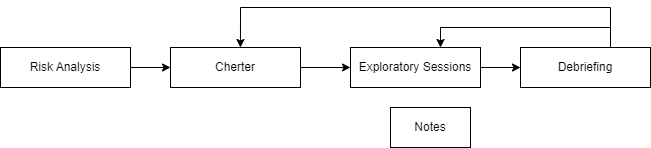 Risk Analysis
Cherter
Exploratory Sessions
Debriefing
Notes